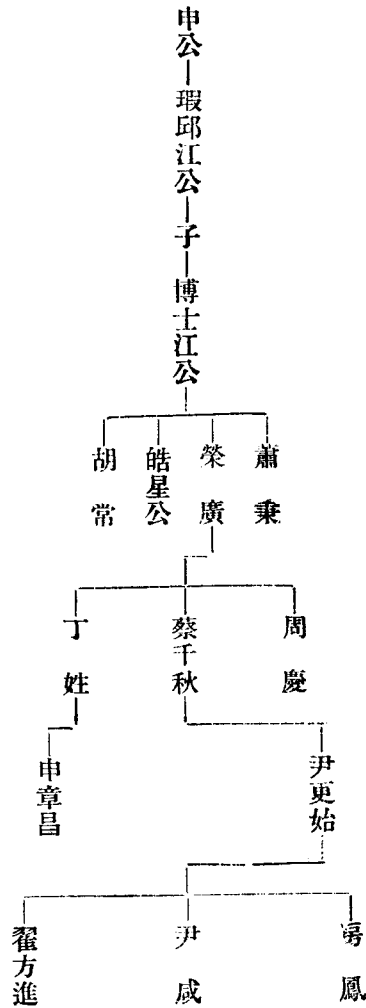 申公
瑕邱江公
子
博士江公
蕭秉
榮廣
皓星公
胡常
周慶
蔡千秋
丁姓
尹更始
申章昌
房鳳
尹咸
翟方進